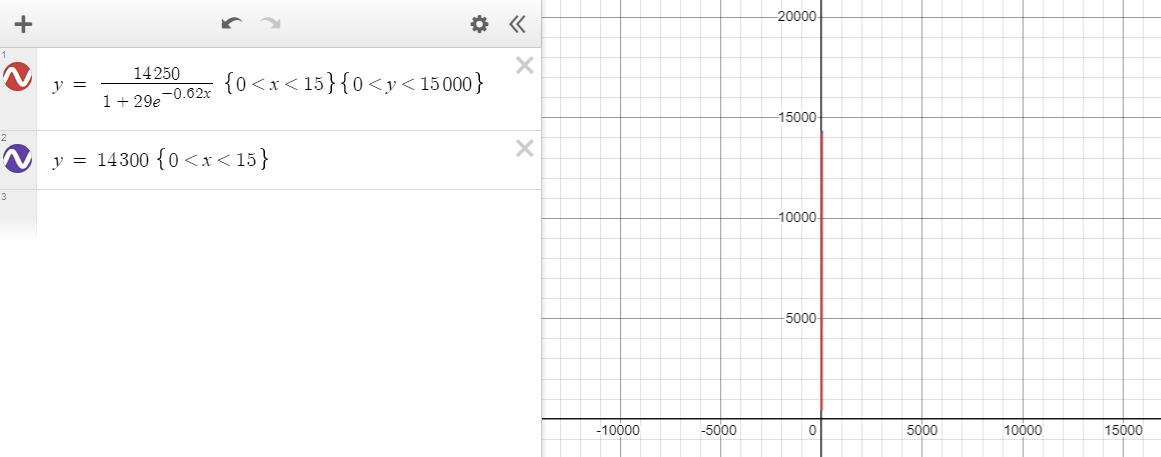 1
y = 14250 / 1 + 29e^−0.62x {0 < x < 15}{0 < y < 15000}
2
y = 14300 {0 < x < 15}
3
20000
15000
10000
5000
-10000 -5000 0 5000 10000 15000